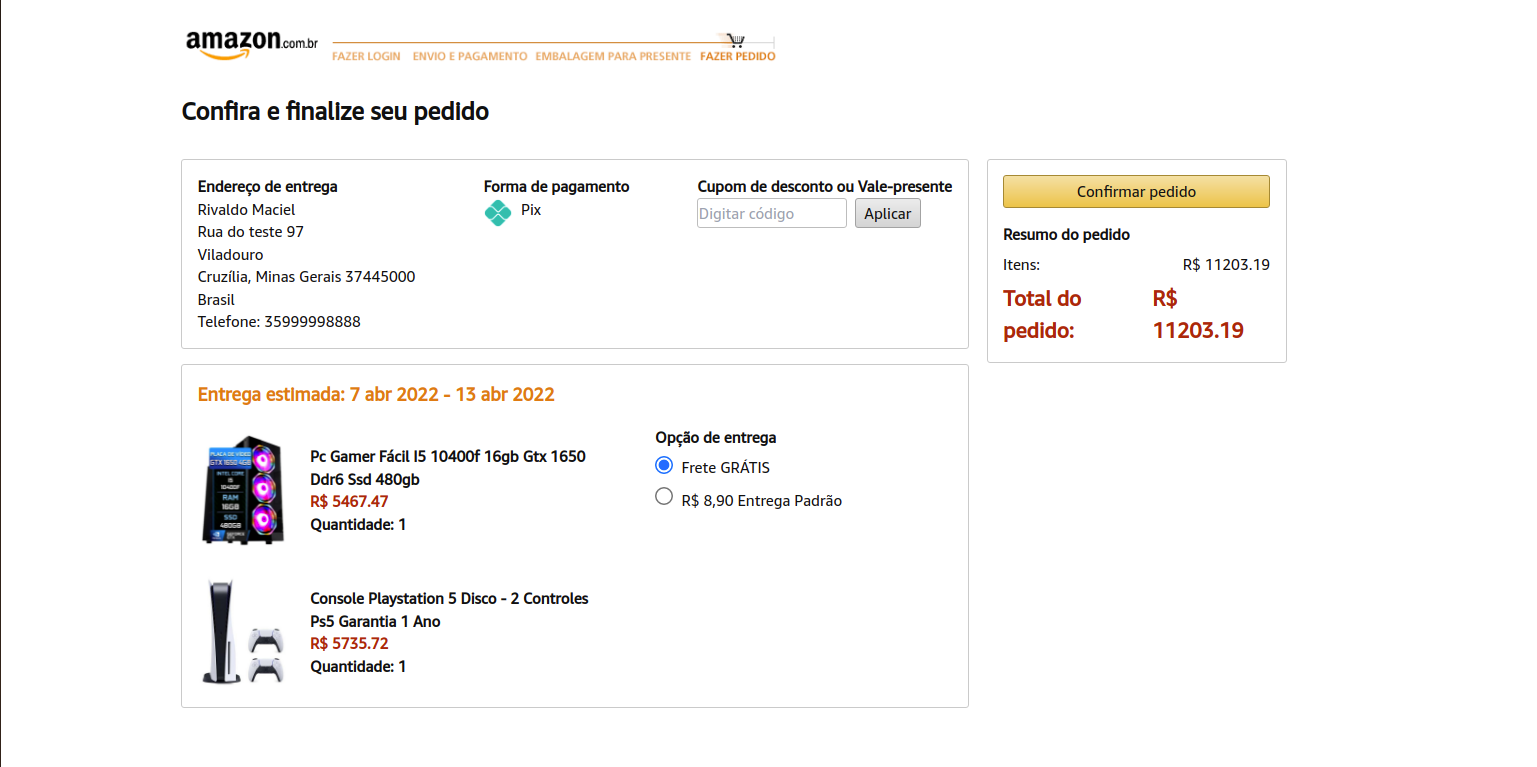 amazon.com.br
FAZER LOGIN ENVIO E PAGAMENTO EMBALAGEM PARA PRESENTE FAZER PEDIDO
Confira e finalize seu pedido
Endereço de entrega
Rivaldo Maciel
Rua do teste 97
Viladouro
Cruzília, Minas Gerais 37445000
Brasil
Telefone: 35999998888
Forma de pagamento
Pix
Cupom de desconto ou Vale-presente
Digitar código
Aplicar
Confirmar pedido
Resumo do pedido
Itens: R$ 11203.19
Total do R$
pedido: 11203.19
Entrega estImada: 7 abr 2022 - 13 abr 2022
PLACA DE VIDEO
GTX 1650 4GB
INTEL CORE
I5
10400F
RAM
16GB
SSD
480GB
Pc Gamer Fácil I5 10400f 16gb Gtx 1650
Ddr6 Ssd 480gb
R$ 5467.47
Quantidade: 1
Opção de entrega
Frete GRÁTIS
R$ 8,90 Entrega Padrão
Console Playstation 5 Disco - 2 Controles
Ps5 Garantia 1 Ano
R$ 5735.72
Quantidade: 1